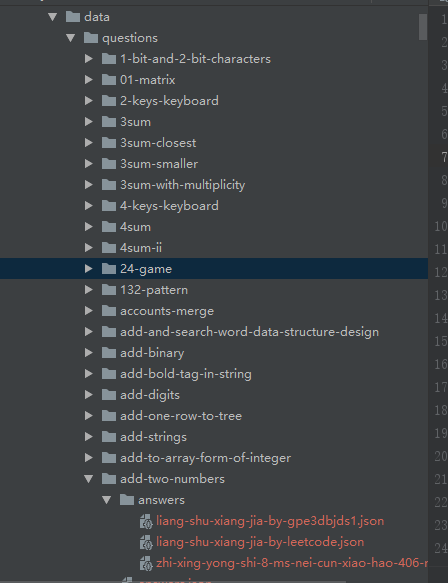 data
questions
1-bit-and-2-bit-characters
01-matrix
2-keys-keyboard
3sum
3sum-closest
3sum-smaller
3sum-with-multiplicity
4-keys-keyboard
4sum
4sum-ii
24-game
132-pattern
accounts-merge
add-and-search-word-data-structure-design
add-binary
add-bold-tag-in-string
add-digits
add-one-row-to-tree
add-strings
add-to-array-form-of-integer
add-two-numbers
answers
liang-shu-xiang-jia-by-gpe3dbjds1.json
liang-shu-xiang-jia-by-leetcode.json
zhi-xing-yong-shi-8-ms-nei-cun-xiao-hao-406-
1
2
3
4
5
6
7
8
9
10
11
12
13
14
15
16
17
18
19
20
21
22
23
24